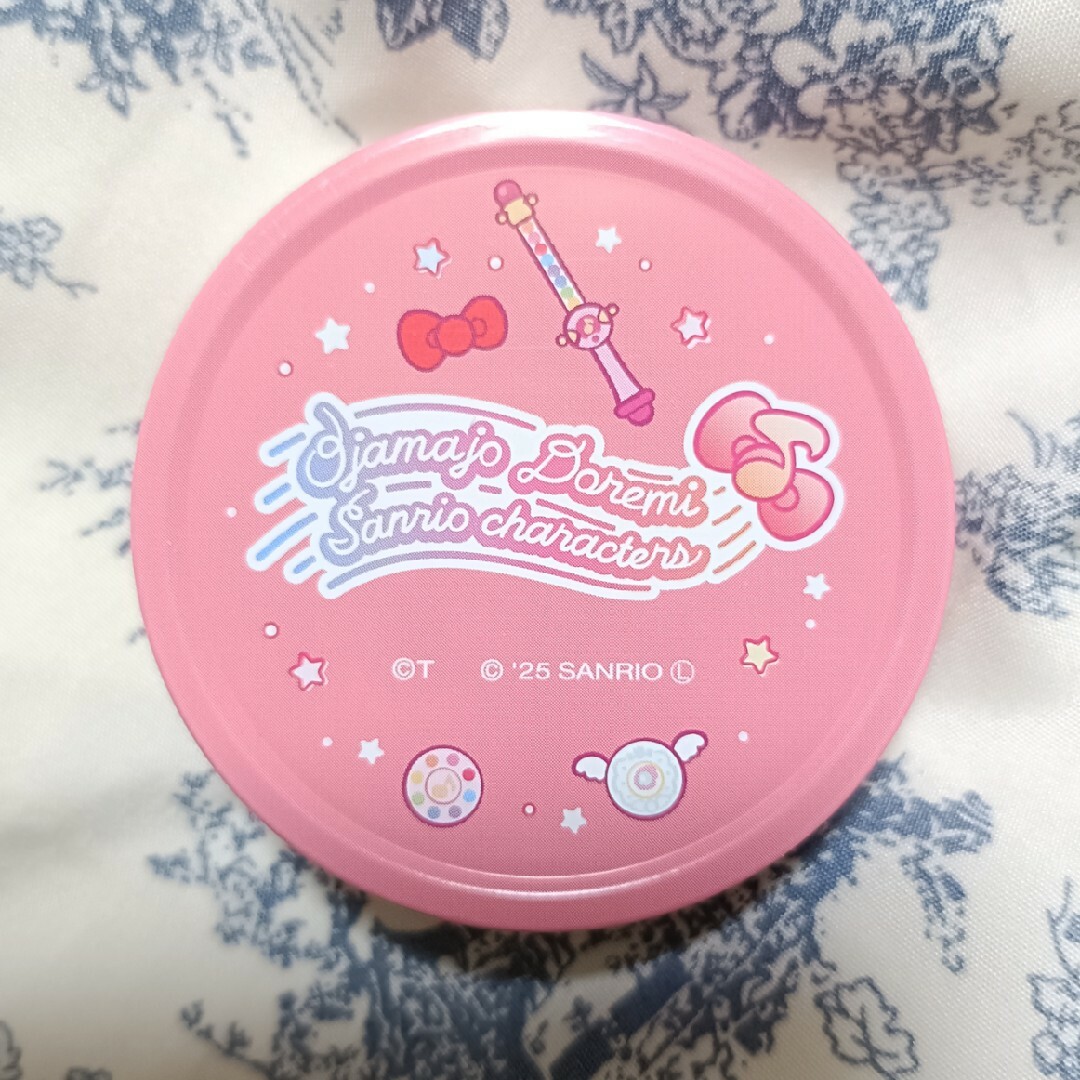 Ojamajo Doremi
Sanrio characters
©T © '25 SANRIO Ⓛ